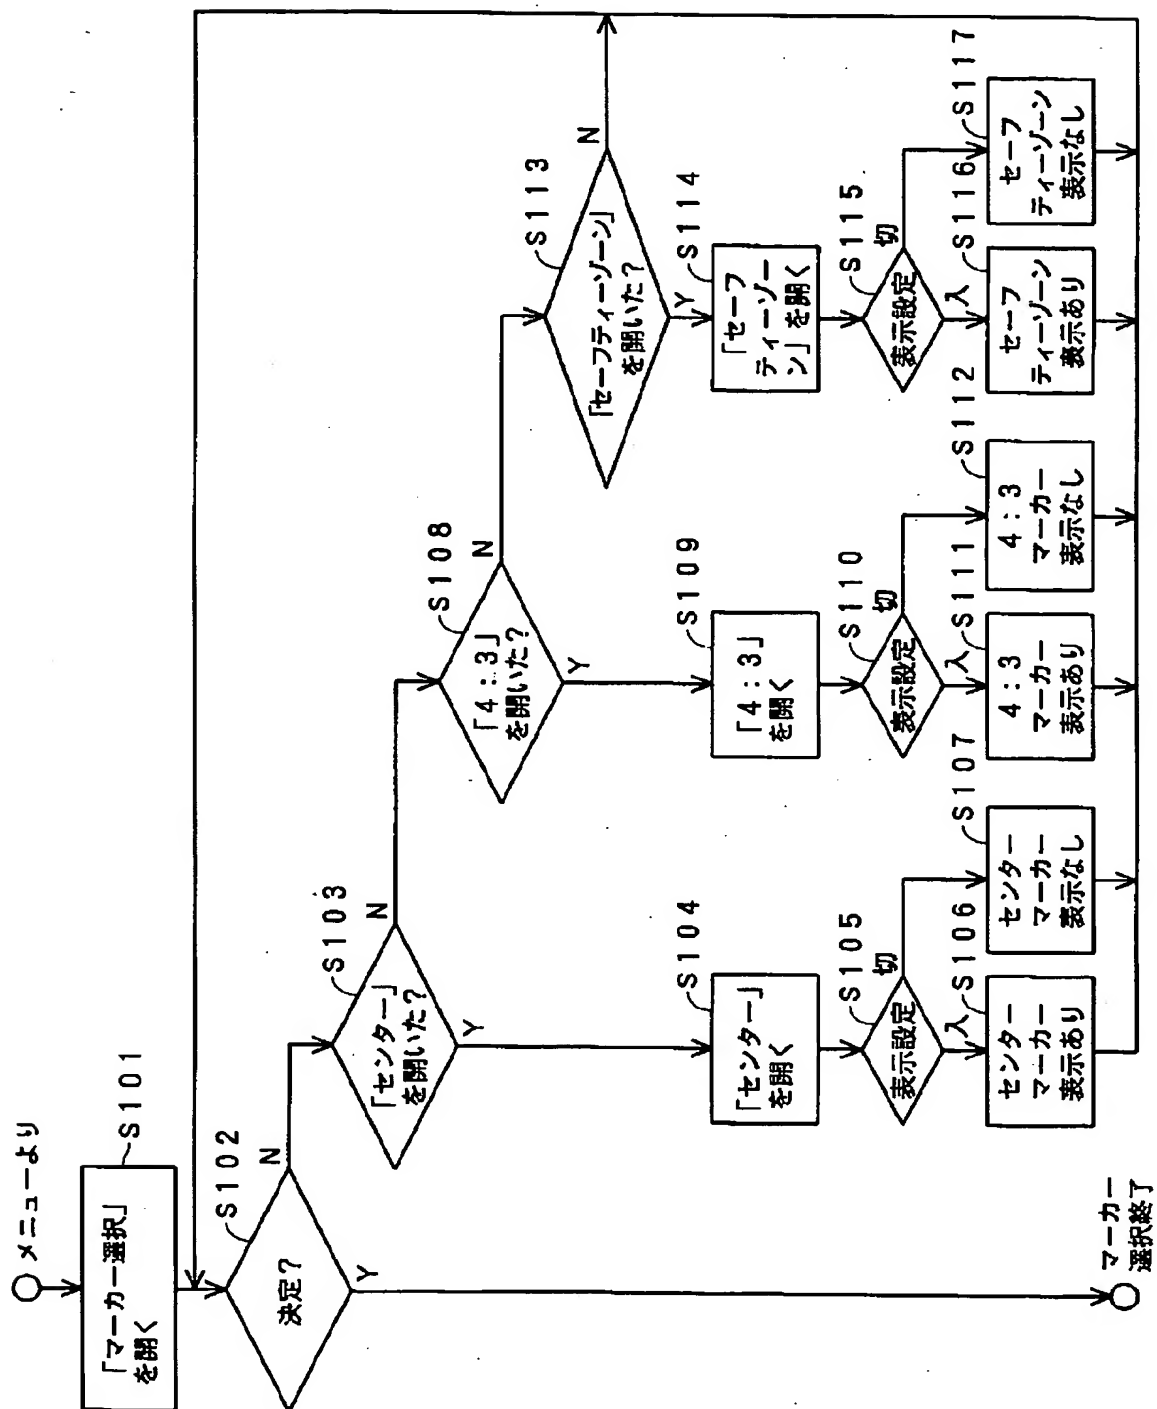 メニューより
「マーカー選択」
を開く
S101
決定？
S102
Y
N
「センター」
を開いた？
S103
Y
N
「センター」
を開く
S104
表示設定
S105
入
切
センター
マーカー
表示あり
S106
センター
マーカー
表示なし
S107
「4：3」
を開いた？
S108
Y
N
「4：3」
を開く
S109
表示設定
S110
入
切
4：3
マーカー
表示あり
S111
4：3
マーカー
表示なし
S112
「セーフティーゾーン」
を開いた？
S113
Y
N
「セーフ
ティーゾー
ン」を開く
S114
表示設定
S115
入
切
セーフ
ティーゾーン
表示あり
S116
セーフ
ティーゾーン
表示なし
S117
マーカー
選択終了